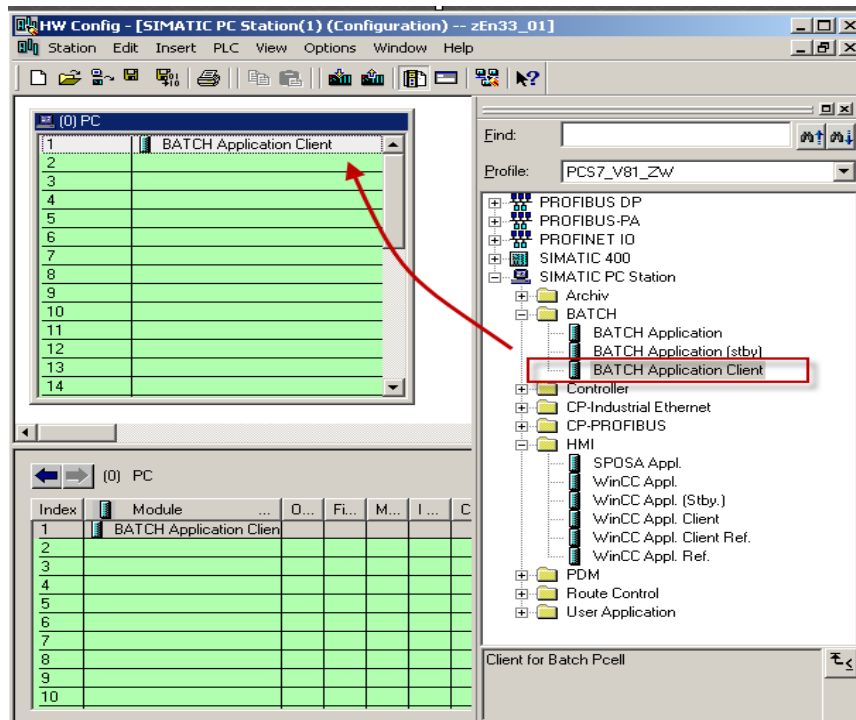 HW Config - [SIMATIC PC Station(1) (Configuration) -- zEn33_01]
Station Edit Insert PLC View Options Window Help
(0) PC
1 BATCH Application Client
2
3
4
5
6
7
8
9
10
11
12
13
14
(0) PC
Index Module ... O... Fi... M... I ... C
1 BATCH Application Clien
2
3
4
5
6
7
8
9
10
Find:
Profile: PCS7_V81_ZW
PROFIBUS DP
PROFIBUS-PA
PROFINET IO
SIMATIC 400
SIMATIC PC Station
Archiv
BATCH
BATCH Application
BATCH Application (stby)
BATCH Application Client
Controller
CP-Industrial Ethernet
CP-PROFIBUS
HMI
SPOSA Appl.
WinCC Appl.
WinCC Appl. (Stby.)
WinCC Appl. Client
WinCC Appl. Client Ref.
WinCC Appl. Ref.
PDM
Route Control
User Application
Client for Batch Pcell